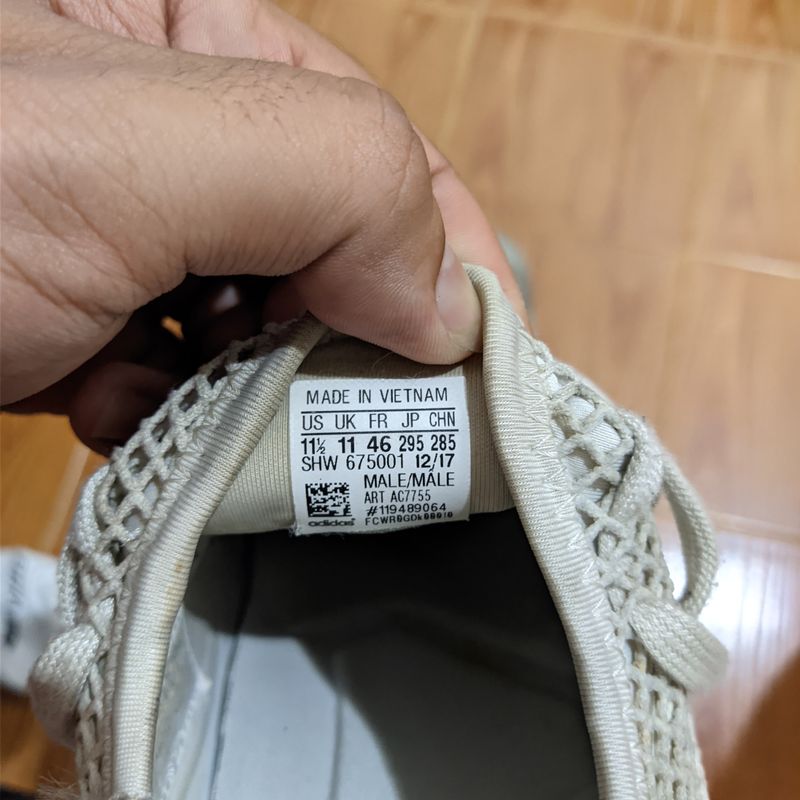 MADE IN VIETNAM
US UK FR JP CHN
11½ 11 46 295 285
SHW 675001 12/17
MALE/MÂLE
ART AC7755
#119489064
adidas